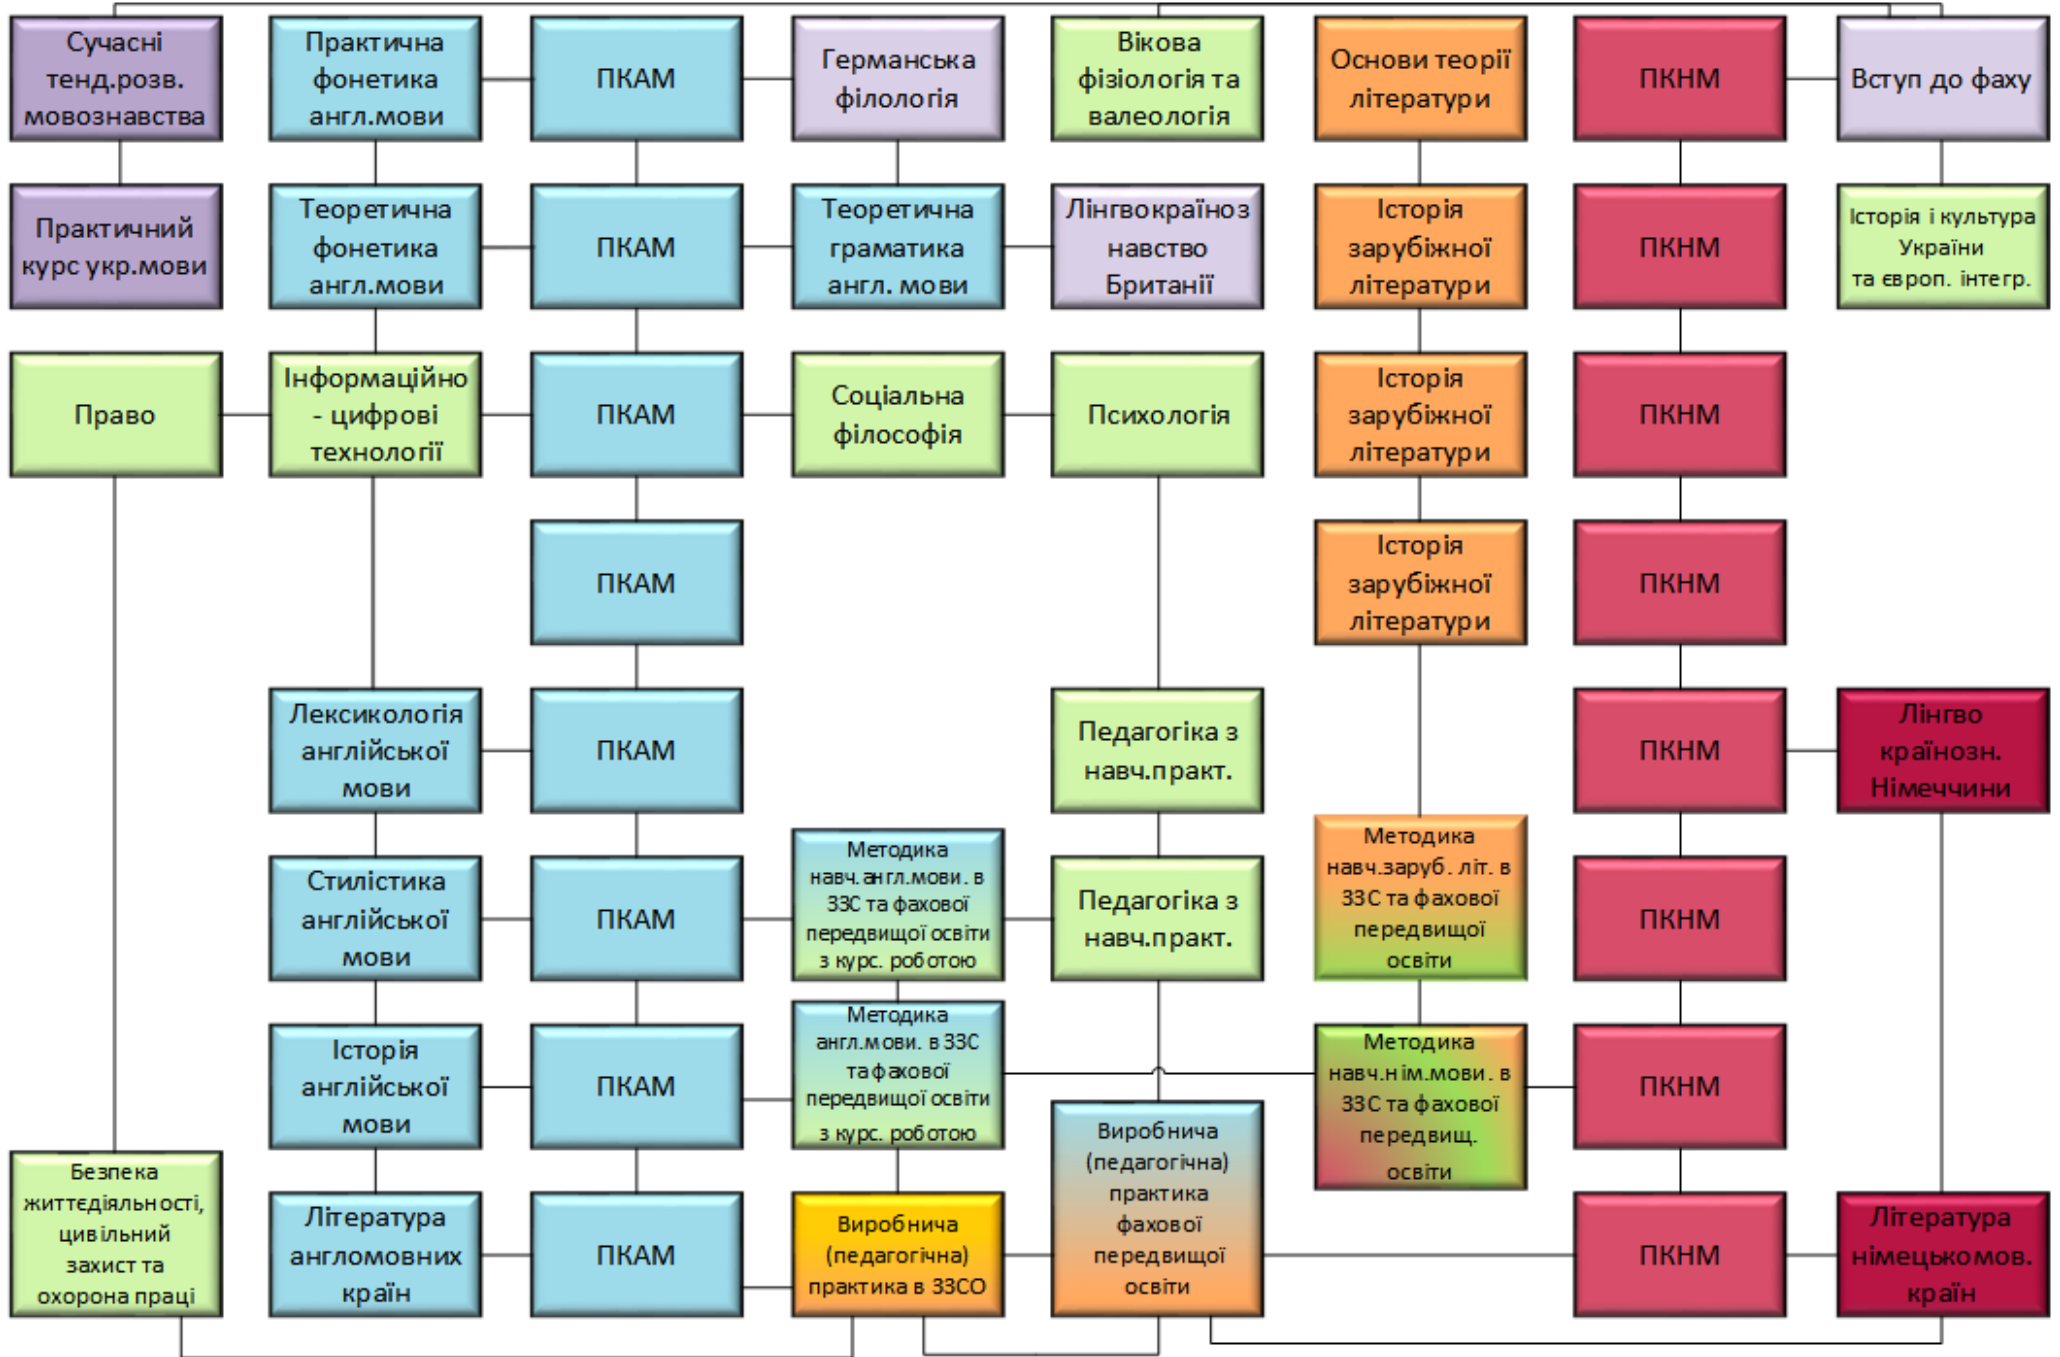 Сучасні
тенд.розв.
мовознавства
Практична
фонетика
англ.мови
ПКАМ
Германська
філологія
Вікова
фізіологія та
валеологія
Основи теорії
літератури
ПКНМ
Вступ до фаху
Практичний
курс укр.мови
Теоретична
фонетика
англ.мови
ПКАМ
Теоретична
граматика
англ. мови
Лінгвокраїноз
навство
Британії
Історія
зарубіжної
літератури
ПКНМ
Історія і культура
України
та європ. інтегр.
Право
Інформаційно
- цифрові
технології
ПКАМ
Соціальна
філософія
Психологія
Історія
зарубіжної
літератури
ПКНМ
ПКАМ
Історія
зарубіжної
літератури
ПКНМ
Лексикологія
англійської
мови
ПКАМ
Педагогіка з
навч.практ.
ПКНМ
Лінгво
країнозн.
Німеччини
Стилістика
англійської
мови
ПКАМ
Методика
навч.англ.мови. в
ЗЗС та фахової
передвищої освіти
з курс. роботою
Педагогіка з
навч.практ.
Методика
навч.заруб. літ. в
ЗЗС та фахової
передвищої
освіти
ПКНМ
Історія
англійської
мови
ПКАМ
Методика
англ.мови. в ЗЗС
та фахової
передвищої освіти
з курс. роботою
Методика
навч.нім.мови. в
ЗЗС та фахової
передвищ.
освіти
ПКНМ
Безпека
життєдіяльності,
цивільний
захист та
охорона праці
Література
англомовних
країн
ПКАМ
Виробнича
(педагогічна)
практика в ЗЗСО
Виробнича
(педагогічна)
практика
фахової
передвищої
освіти
ПКНМ
Література
німецькомов.
країн